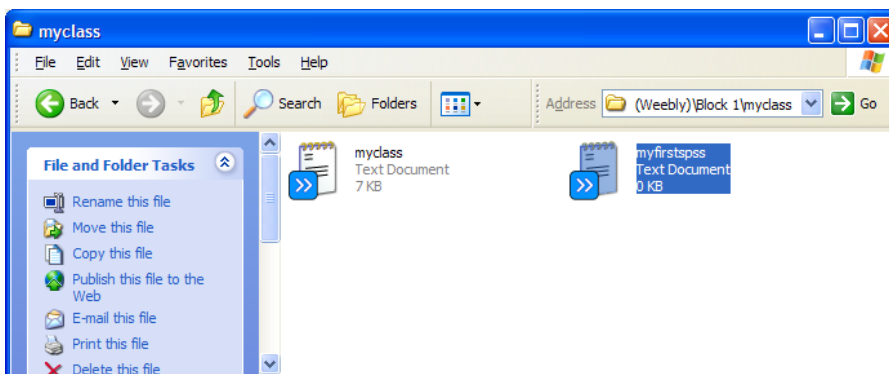 myclass
File Edit View Favorites Tools Help
Back Search Folders Address (Weebly)\Block 1\myclass Go
File and Folder Tasks
Rename this file
Move this file
Copy this file
Publish this file to the
Web
E-mail this file
Print this file
Delete this file
myclass
Text Document
7 KB
myfirstspss
Text Document
0 KB